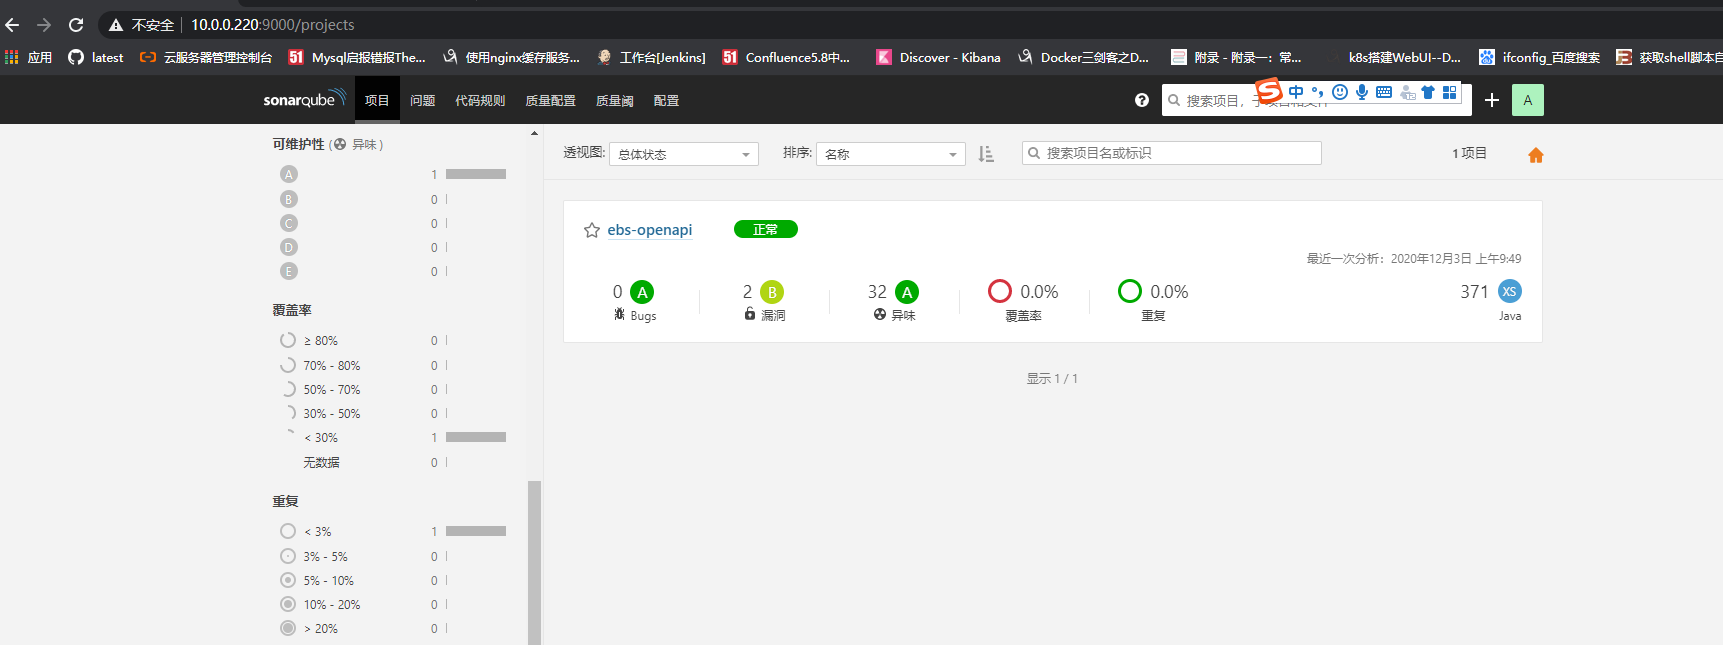 不安全 | 10.0.0.220:9000/projects
应用 latest 云服务器管理控制台 51 Mysql启报错报The... 使用nginx缓存服务... 工作台[Jenkins] 51 Confluence5.8中... Discover - Kibana Docker三剑客之D... 附录 - 附录一：常... k8s搭建WebUI--D... ifconfig_百度搜索 获取shell脚本自
sonarqube 项目 问题 代码规则 质量配置 质量阈 配置 搜索项目， S 中 A
可维护性 ( 异味 )
A 1
B 0
C 0
D 0
E 0
覆盖率
≥ 80% 0
70% - 80% 0
50% - 70% 0
30% - 50% 0
< 30% 1
无数据 0
重复
< 3% 1
3% - 5% 0
5% - 10% 0
10% - 20% 0
> 20% 0
透视图: 总体状态 排序: 名称 搜索项目名或标识 1 项目
ebs-openapi 正常
最近一次分析：2020年12月3日 上午9:49
0 A 2 B 32 A 0.0% 0.0% 371 XS
Bugs 漏洞 异味 覆盖率 重复 Java
显示 1 / 1